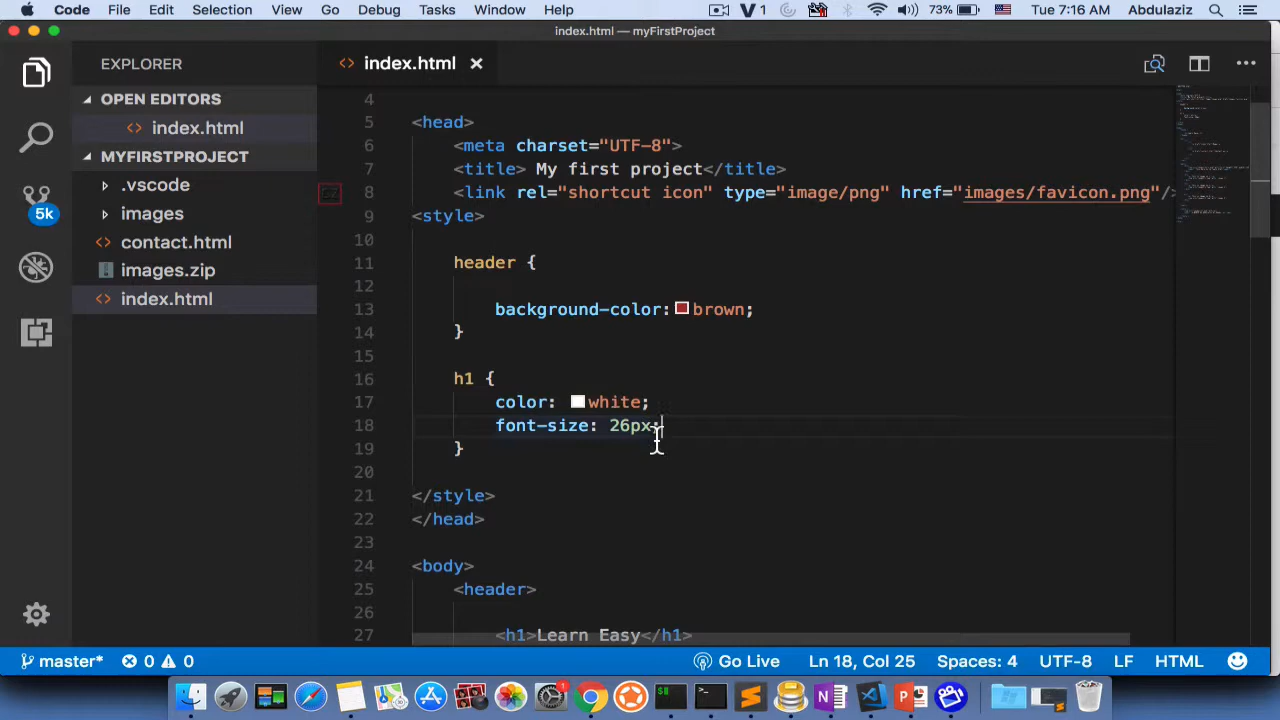 Code File Edit Selection View Go Debug Tasks Window Help 1 73% Tue 7:16 AM Abdulaziz
index.html — myFirstProject
EXPLORER
index.html
OPEN EDITORS
index.html
MYFIRSTPROJECT
.vscode
images
contact.html
images.zip
index.html
5k
4
5 <head>
6 <meta charset="UTF-8">
7 <title> My first project</title>
8 <link rel="shortcut icon" type="image/png" href="images/favicon.png"/>
9 <style>
10
11 header {
12
13 background-color: brown;
14 }
15
16 h1 {
17 color: white;
18 font-size: 26px;
19 }
20
21 </style>
22 </head>
23
24 <body>
25 <header>
26
27 <h1>Learn Easy</h1>
master* 0 0 Go Live Ln 18, Col 25 Spaces: 4 UTF-8 LF HTML